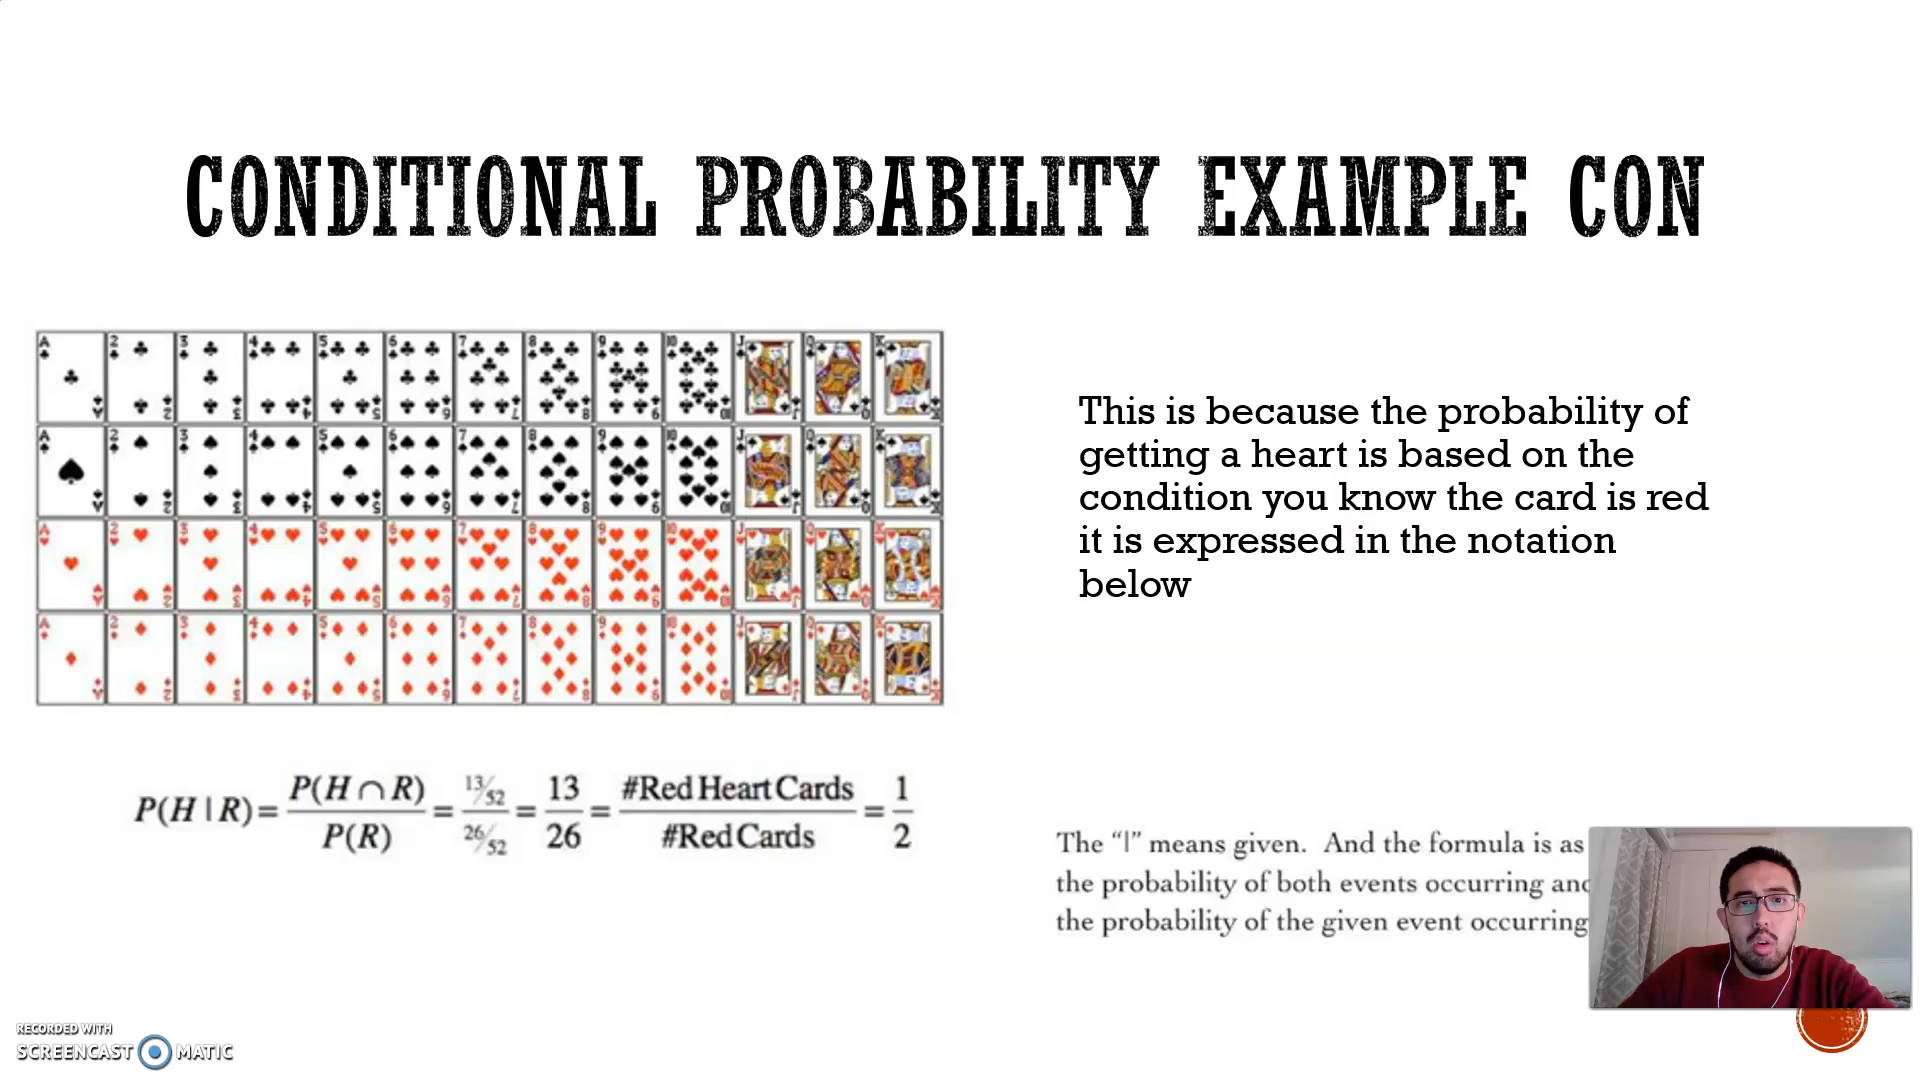 CONDITIONAL PROBABILITY EXAMPLE CON
This is because the probability of
getting a heart is based on the
condition you know the card is red
it is expressed in the notation
below
P(H | R) = P(H ∩ R) / P(R) = 13/52 / 26/52 = 13 / 26 = #Red Heart Cards / #Red Cards = 1 / 2
The “|” means given. And the formula is as
the probability of both events occurring and
the probability of the given event occurring
RECORDED WITH
SCREENCAST MATIC